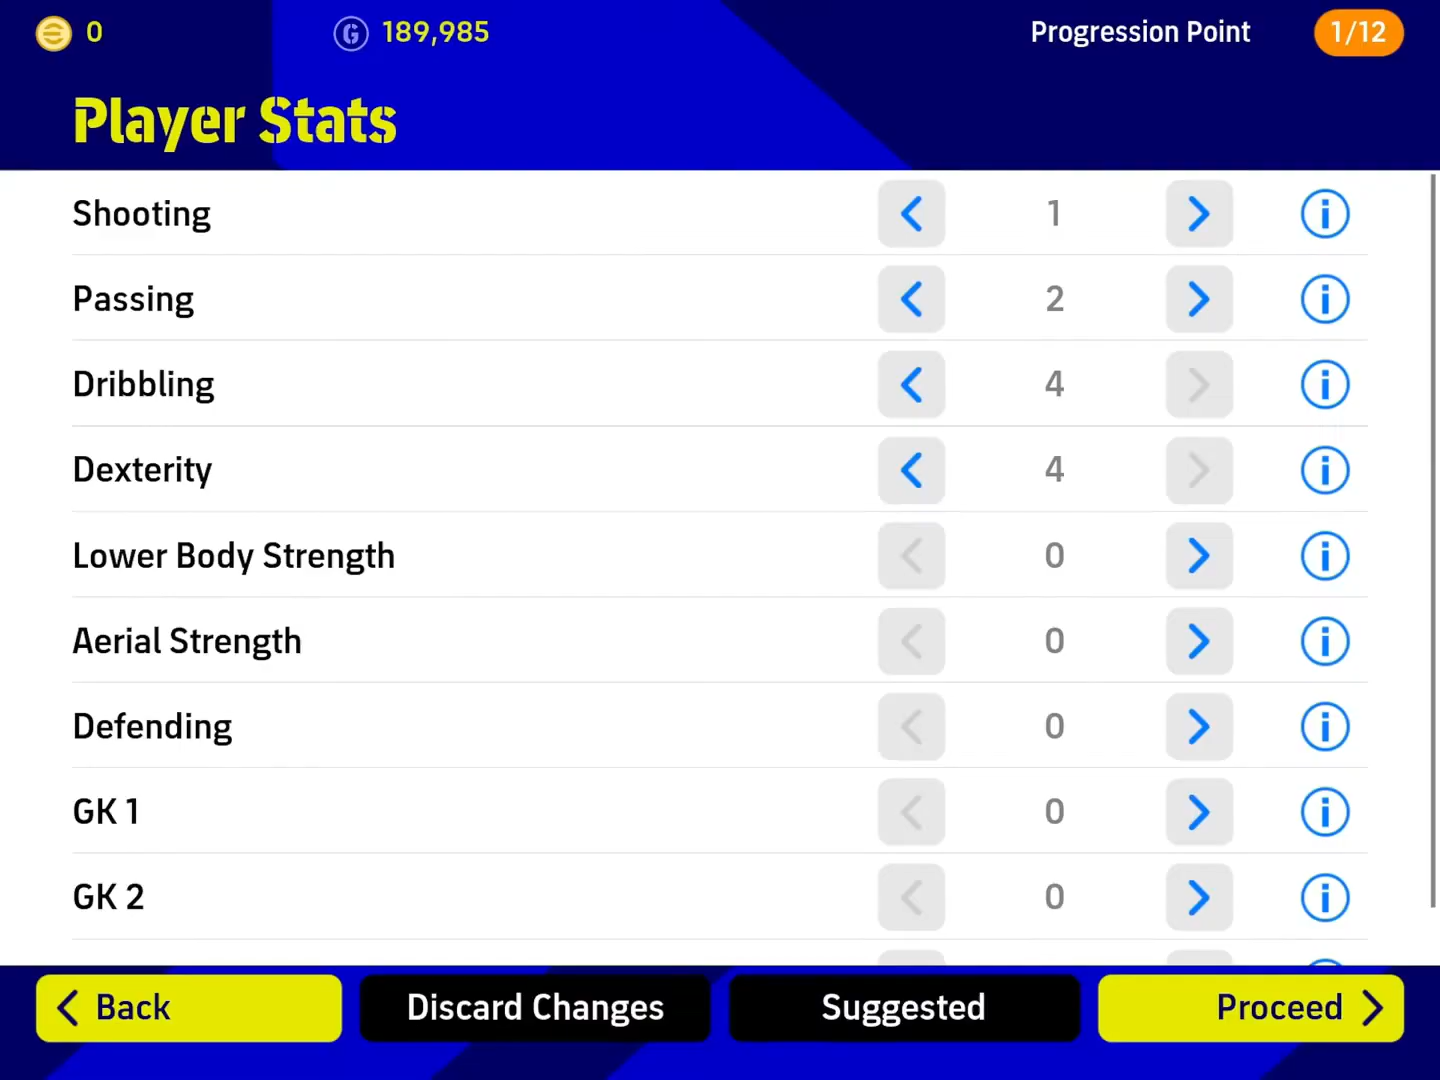 0 189,985 Progression Point 1/12
Player Stats
Shooting 1
Passing 2
Dribbling 4
Dexterity 4
Lower Body Strength 0
Aerial Strength 0
Defending 0
GK 1 0
GK 2 0
Back Discard Changes Suggested Proceed